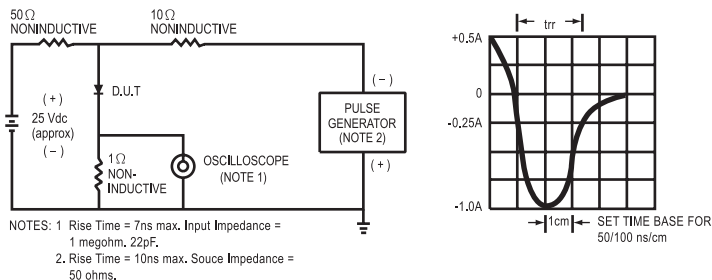 50Ω
NONINDUCTIVE
10Ω
NONINDUCTIVE
(+)
25 Vdc
(approx)
(−)
D.U.T
1Ω
NON-
INDUCTIVE
OSCILLOSCOPE
(NOTE 1)
(−)
PULSE
GENERATOR
(NOTE 2)
(+)
NOTES: 1 Rise Time = 7ns max. Input Impedance =
1 megohm. 22pF.
2. Rise Time = 10ns max. Souce Impedance =
50 ohms.
trr
+0.5A
0
-0.25A
-1.0A
1cm
SET TIME BASE FOR
50/100 ns/cm